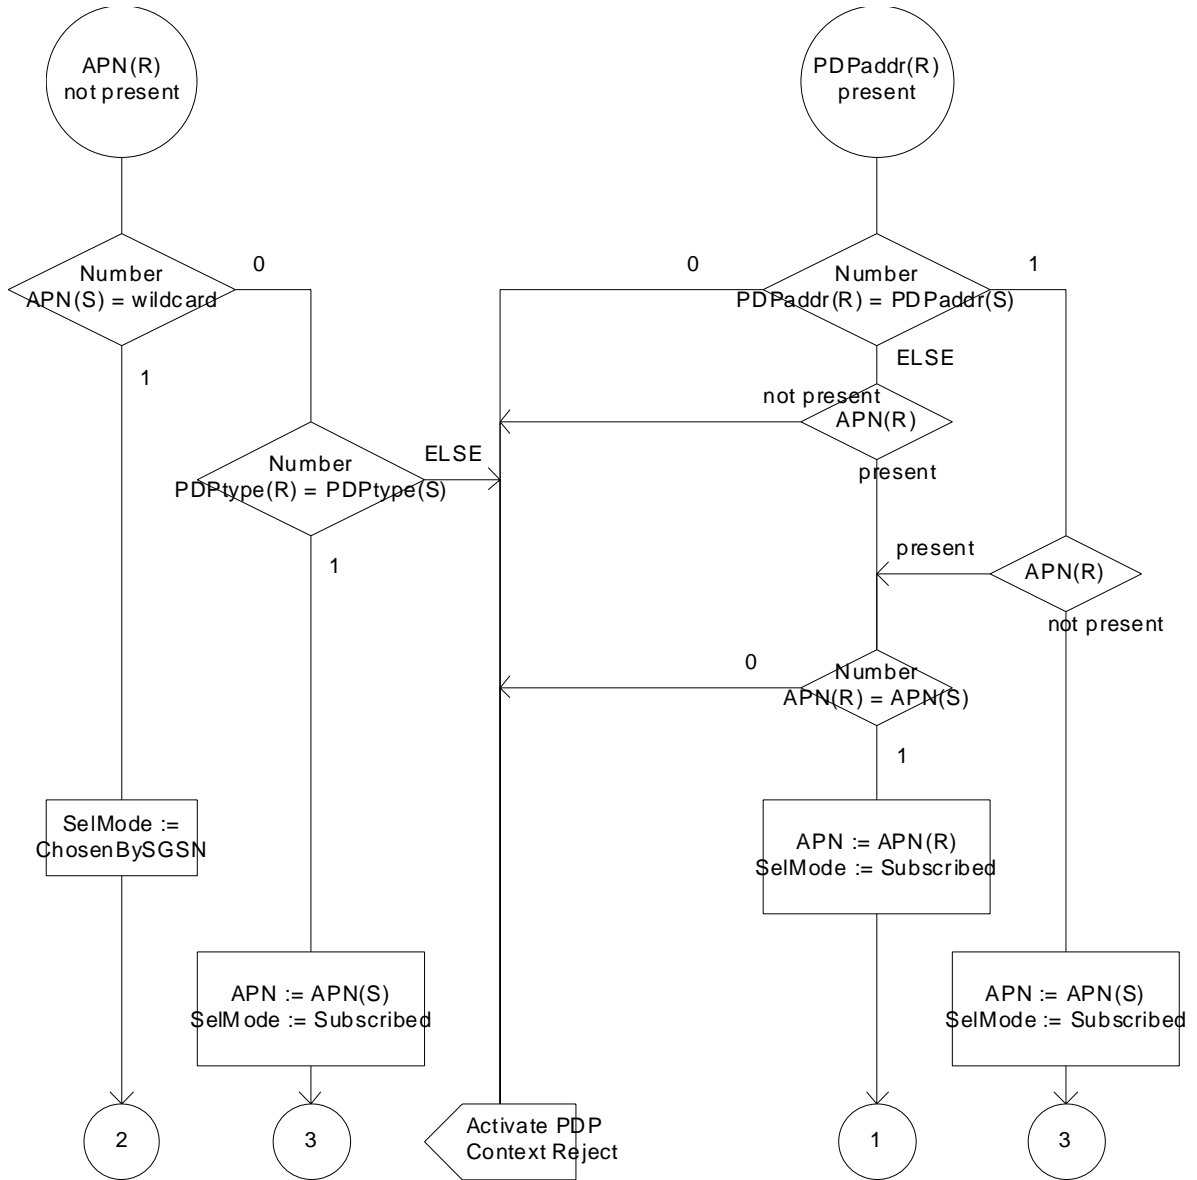 APN(R)
not present
PDPaddr(R)
present
Number
APN(S) = wildcard
0
1
0
Number
PDPaddr(R) = PDPaddr(S)
1
ELSE
not present
APN(R)
present
Number
PDPtype(R) = PDPtype(S)
ELSE
1
present
APN(R)
not present
0
Number
APN(R) = APN(S)
1
SelMode :=
ChosenBySGSN
APN := APN(R)
SelMode := Subscribed
APN := APN(S)
SelMode := Subscribed
APN := APN(S)
SelMode := Subscribed
2
3
Activate PDP
Context Reject
1
3